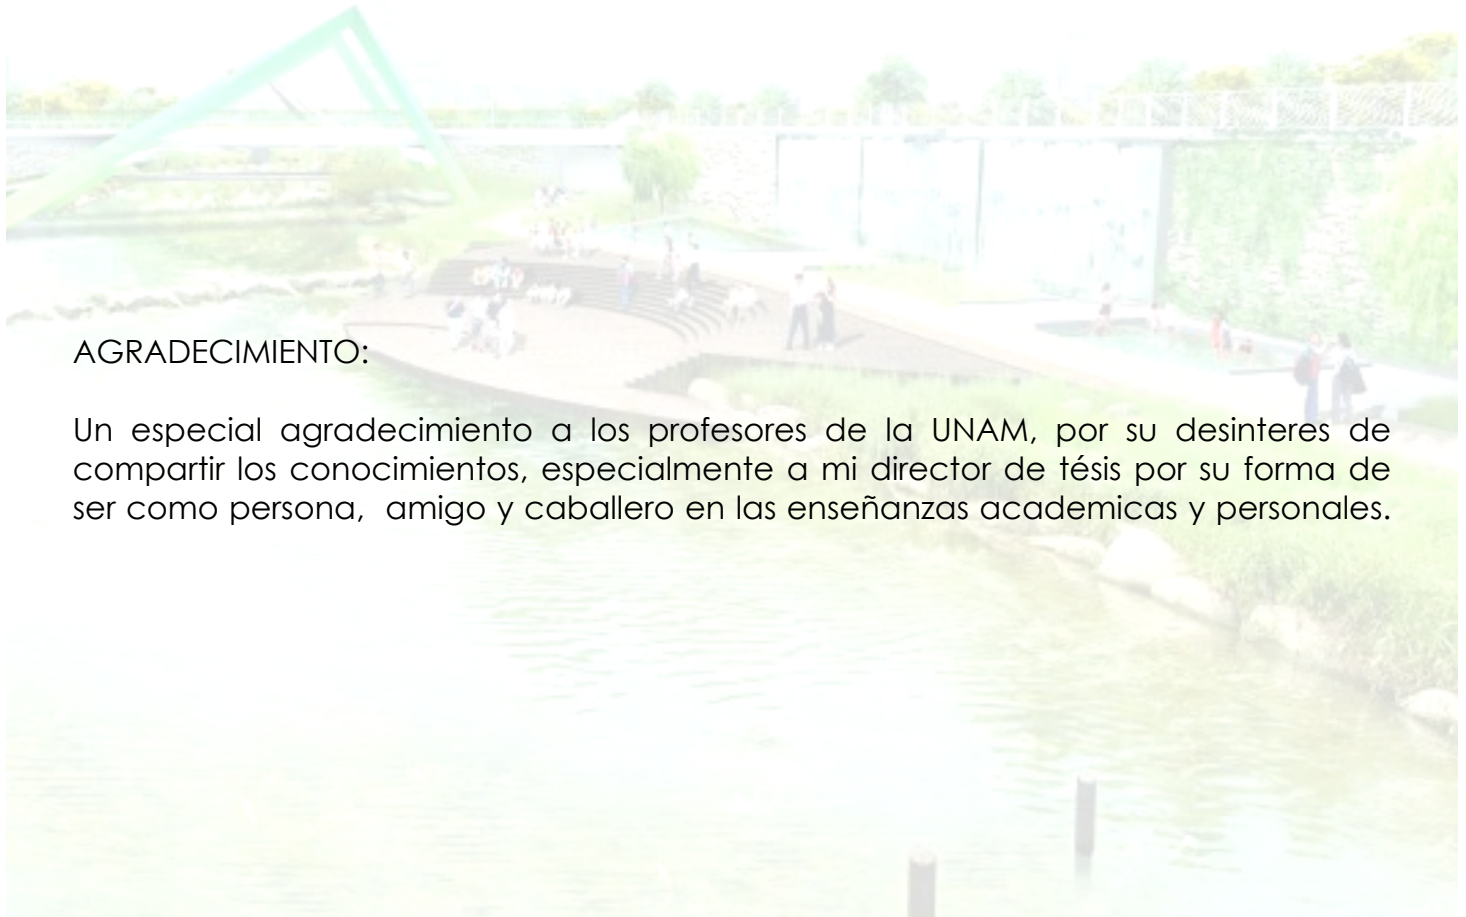 AGRADECIMIENTO:
Un especial agradecimiento a los profesores de la UNAM, por su desinteres de
compartir los conocimientos, especialmente a mi director de tésis por su forma de
ser como persona, amigo y caballero en las enseñanzas academicas y personales.